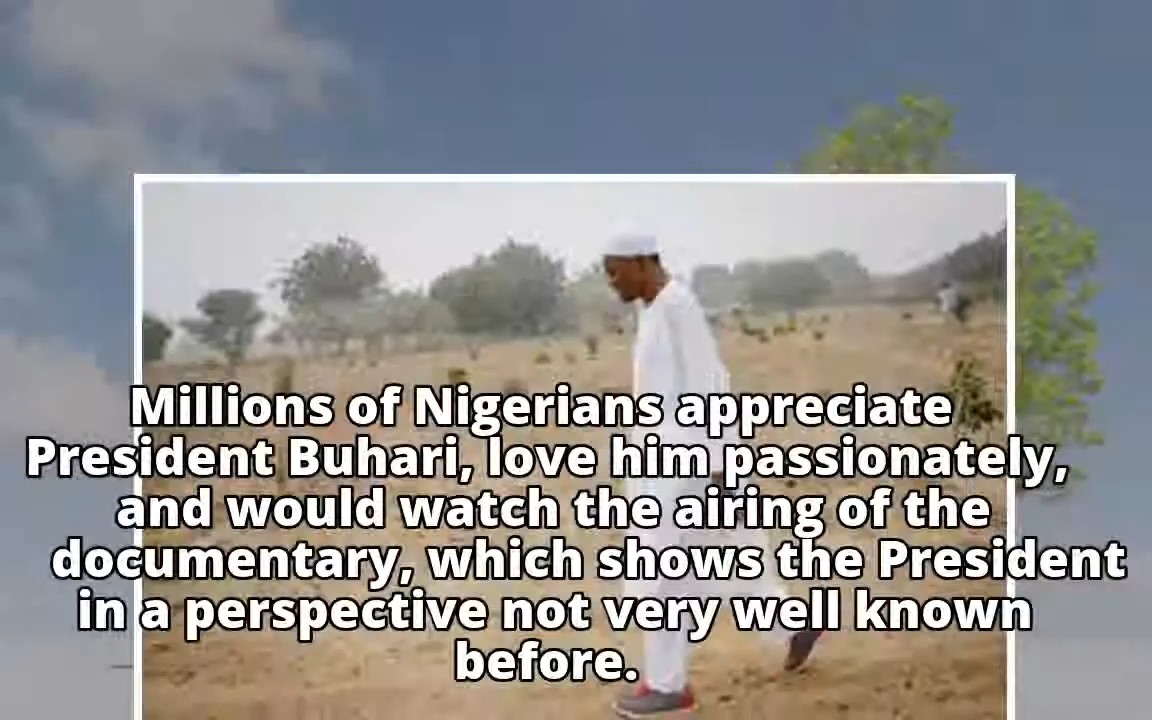 Millions of Nigerians appreciate
President Buhari, love him passionately,
and would watch the airing of the
documentary, which shows the President
in a perspective not very well known
before.